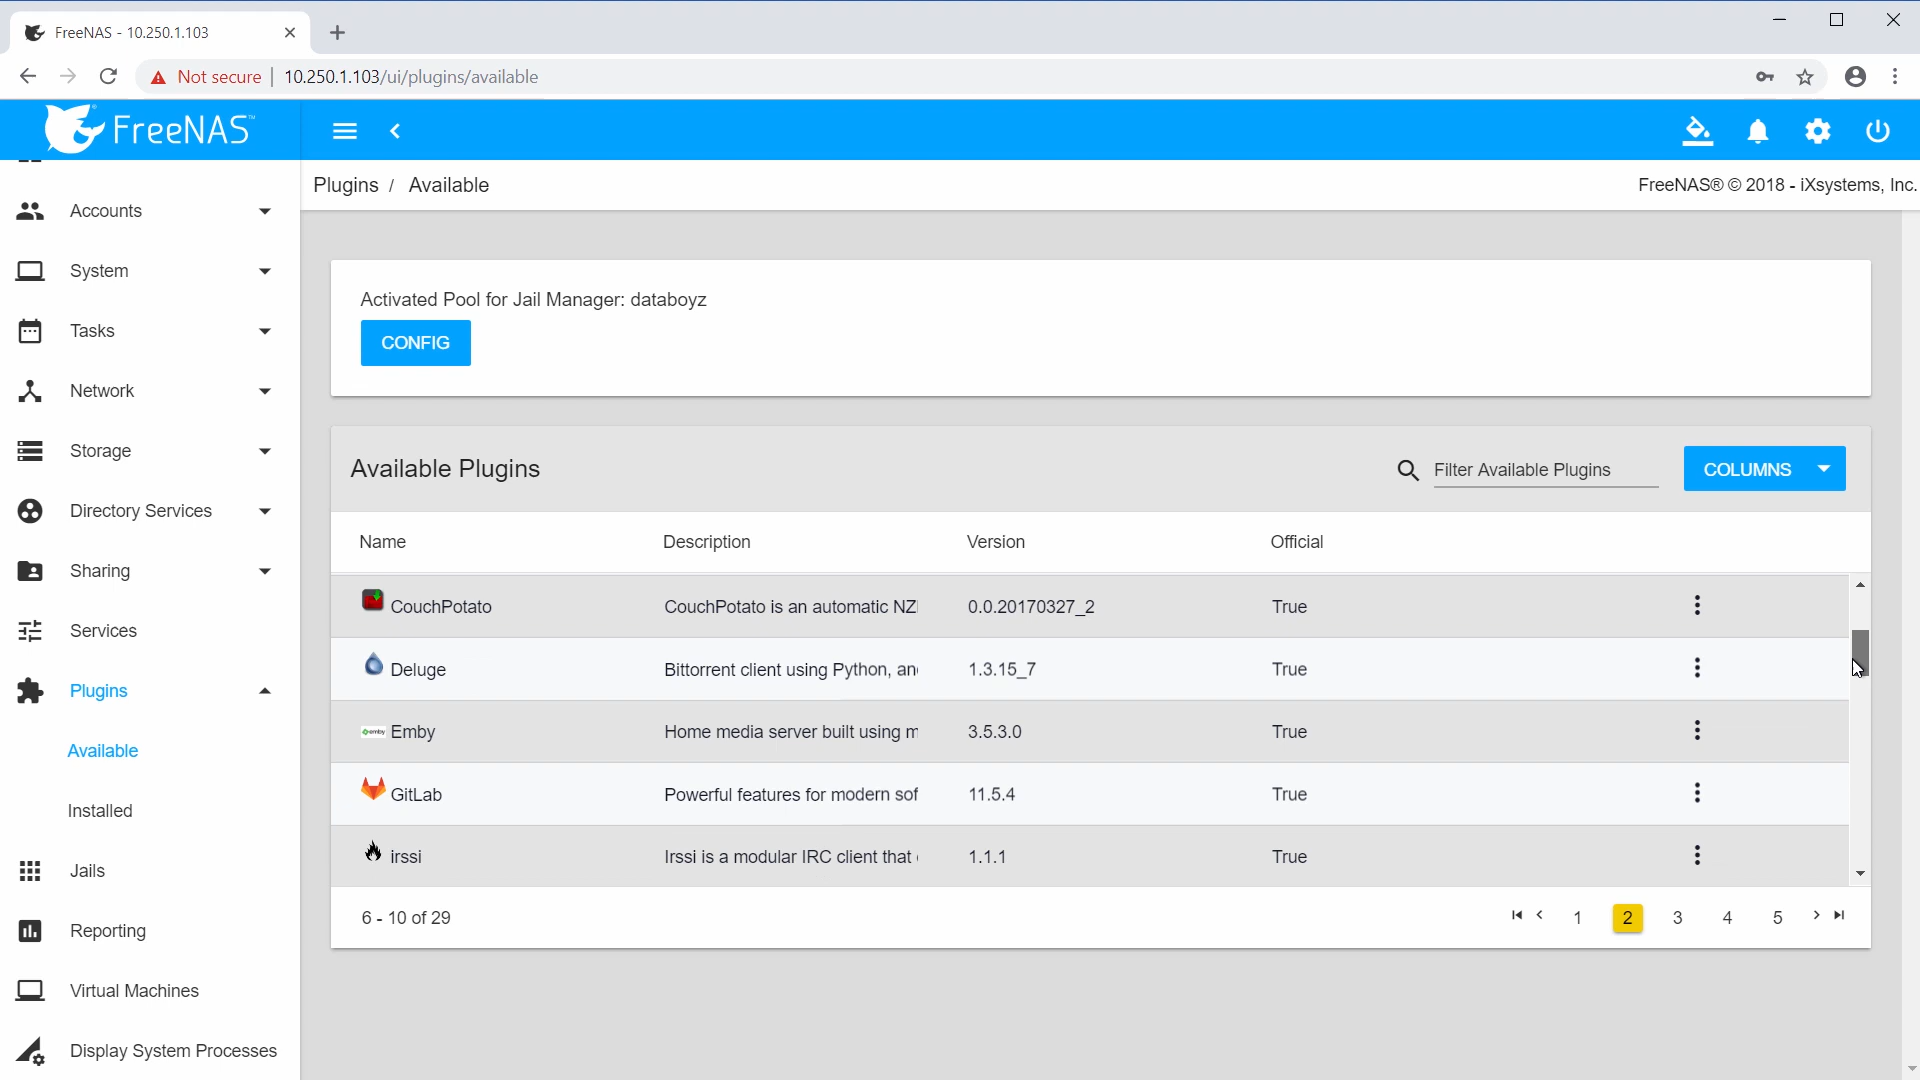 FreeNAS - 10.250.1.103
Not secure | 10.250.1.103/ui/plugins/available
FreeNAS™
Plugins / Available
FreeNAS® © 2018 - iXsystems, Inc.
Accounts
System
Tasks
Network
Storage
Directory Services
Sharing
Services
Plugins
Available
Installed
Jails
Reporting
Virtual Machines
Display System Processes
Activated Pool for Jail Manager: databoyz
CONFIG
Available Plugins
Filter Available Plugins
COLUMNS
Name Description Version Official
CouchPotato CouchPotato is an automatic NZ 0.0.20170327_2 True
Deluge Bittorrent client using Python, an 1.3.15_7 True
emby Emby Home media server built using m 3.5.3.0 True
GitLab Powerful features for modern sof 11.5.4 True
irssi Irssi is a modular IRC client that 1.1.1 True
6 - 10 of 29
1 2 3 4 5